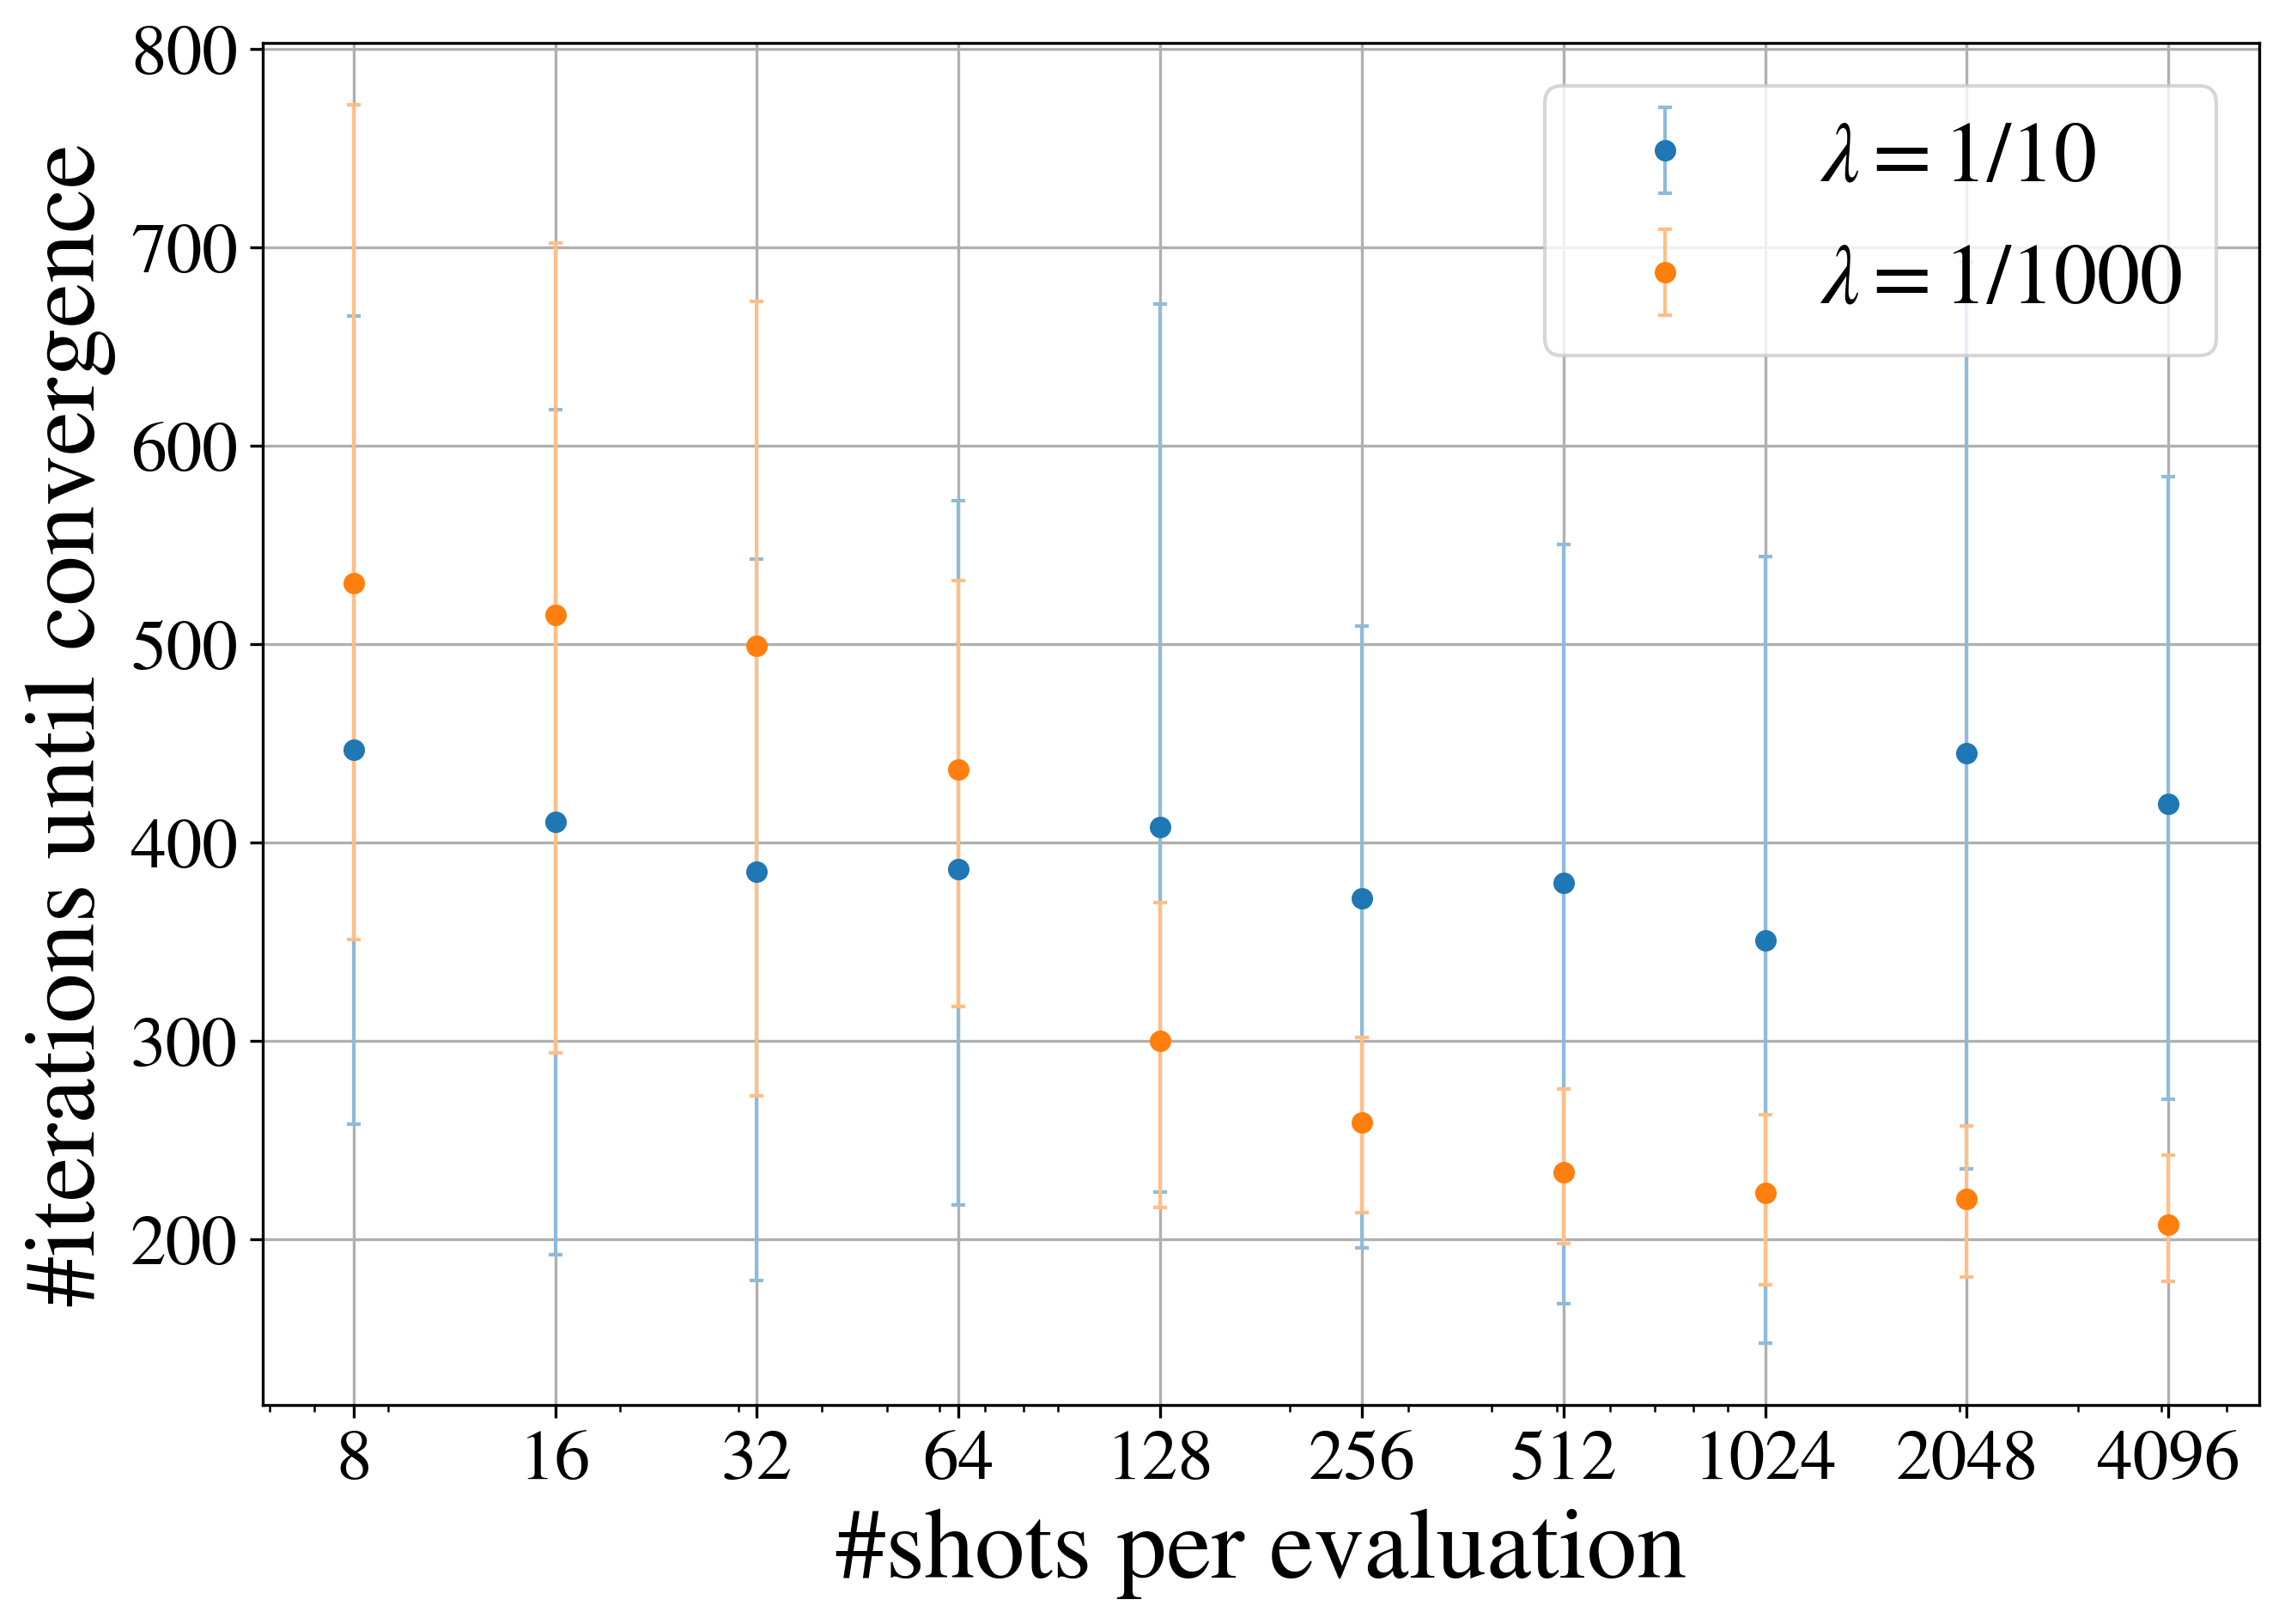 800
700
600
500
400
300
200
#iterations until convergence
λ = 1/10
λ = 1/1000
8 16 32 64 128 256 512 1024 2048 4096
#shots per evaluation